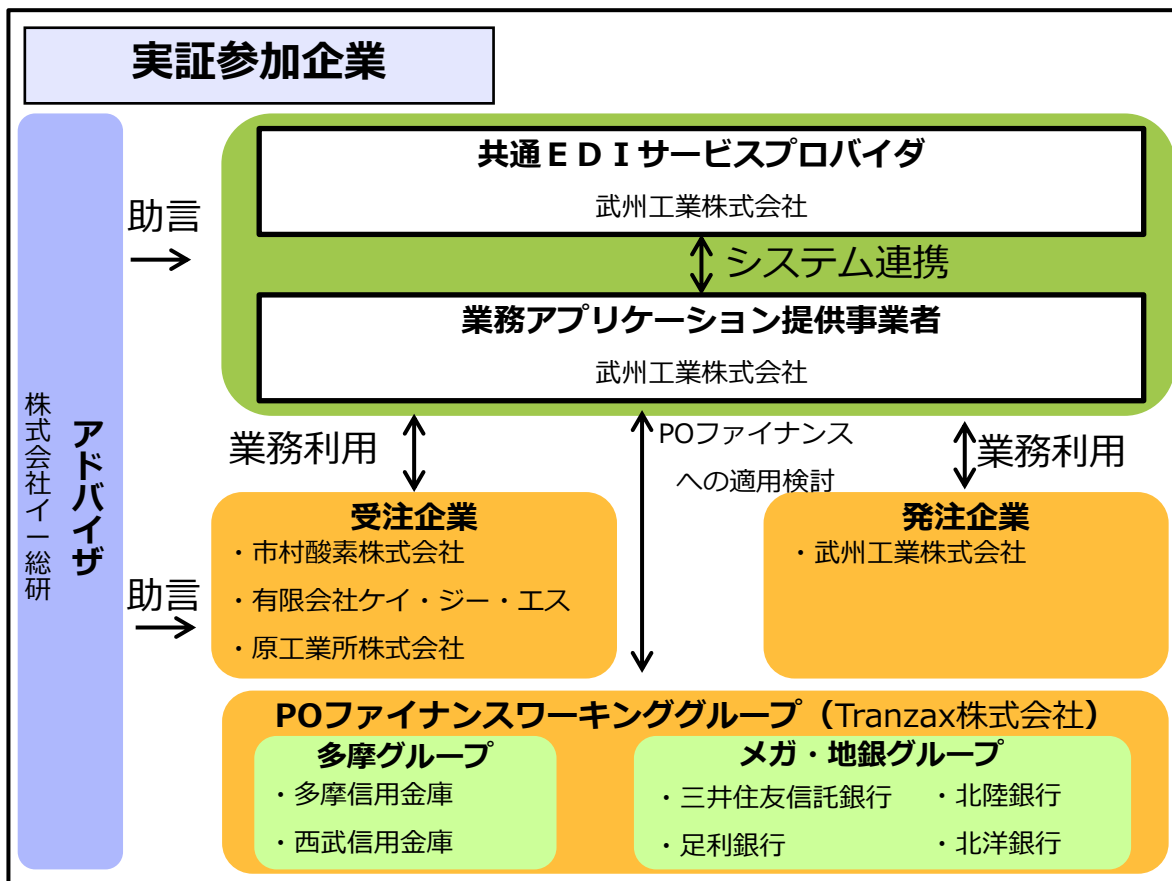 実証参加企業
アドバイザ
株式会社イー総研
助言
共通ＥＤＩサービスプロバイダ
武州工業株式会社
システム連携
業務アプリケーション提供事業者
武州工業株式会社
業務利用
POファイナンス
への適用検討
業務利用
助言
受注企業
・市村酸素株式会社
・有限会社ケイ・ジー・エス
・原工業所株式会社
発注企業
・武州工業株式会社
POファイナンスワーキンググループ（Tranzax株式会社）
多摩グループ
・多摩信用金庫
・西武信用金庫
メガ・地銀グループ
・三井住友信託銀行
・足利銀行
・北陸銀行
・北洋銀行